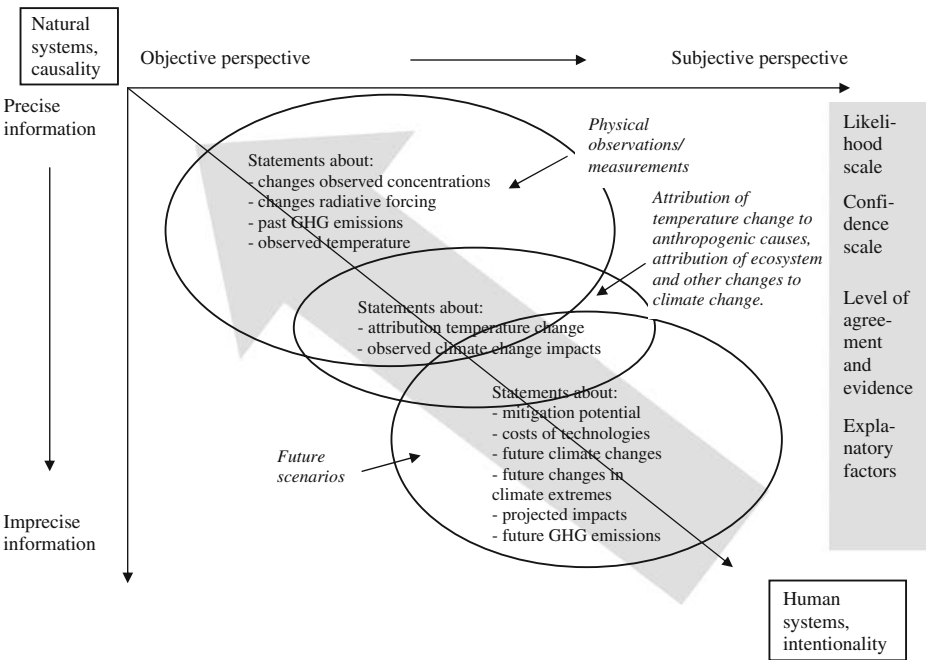 Natural
systems,
causality
Objective perspective
Subjective perspective
Precise
information
Imprecise
information
Statements about:
- changes observed concentrations
- changes radiative forcing
- past GHG emissions
- observed temperature
Physical
observations/
measurements
Attribution of
temperature change to
anthropogenic causes,
attribution of ecosystem
and other changes to
climate change.
Statements about:
- attribution temperature change
- observed climate change impacts
Statements about:
- mitigation potential
- costs of technologies
- future climate changes
- future changes in
climate extremes
- projected impacts
- future GHG emissions
Future
scenarios
Likeli-
hood
scale
Confi-
dence
scale
Level of
agree-
ment
and
evidence
Expla-
natory
factors
Human
systems,
intentionality